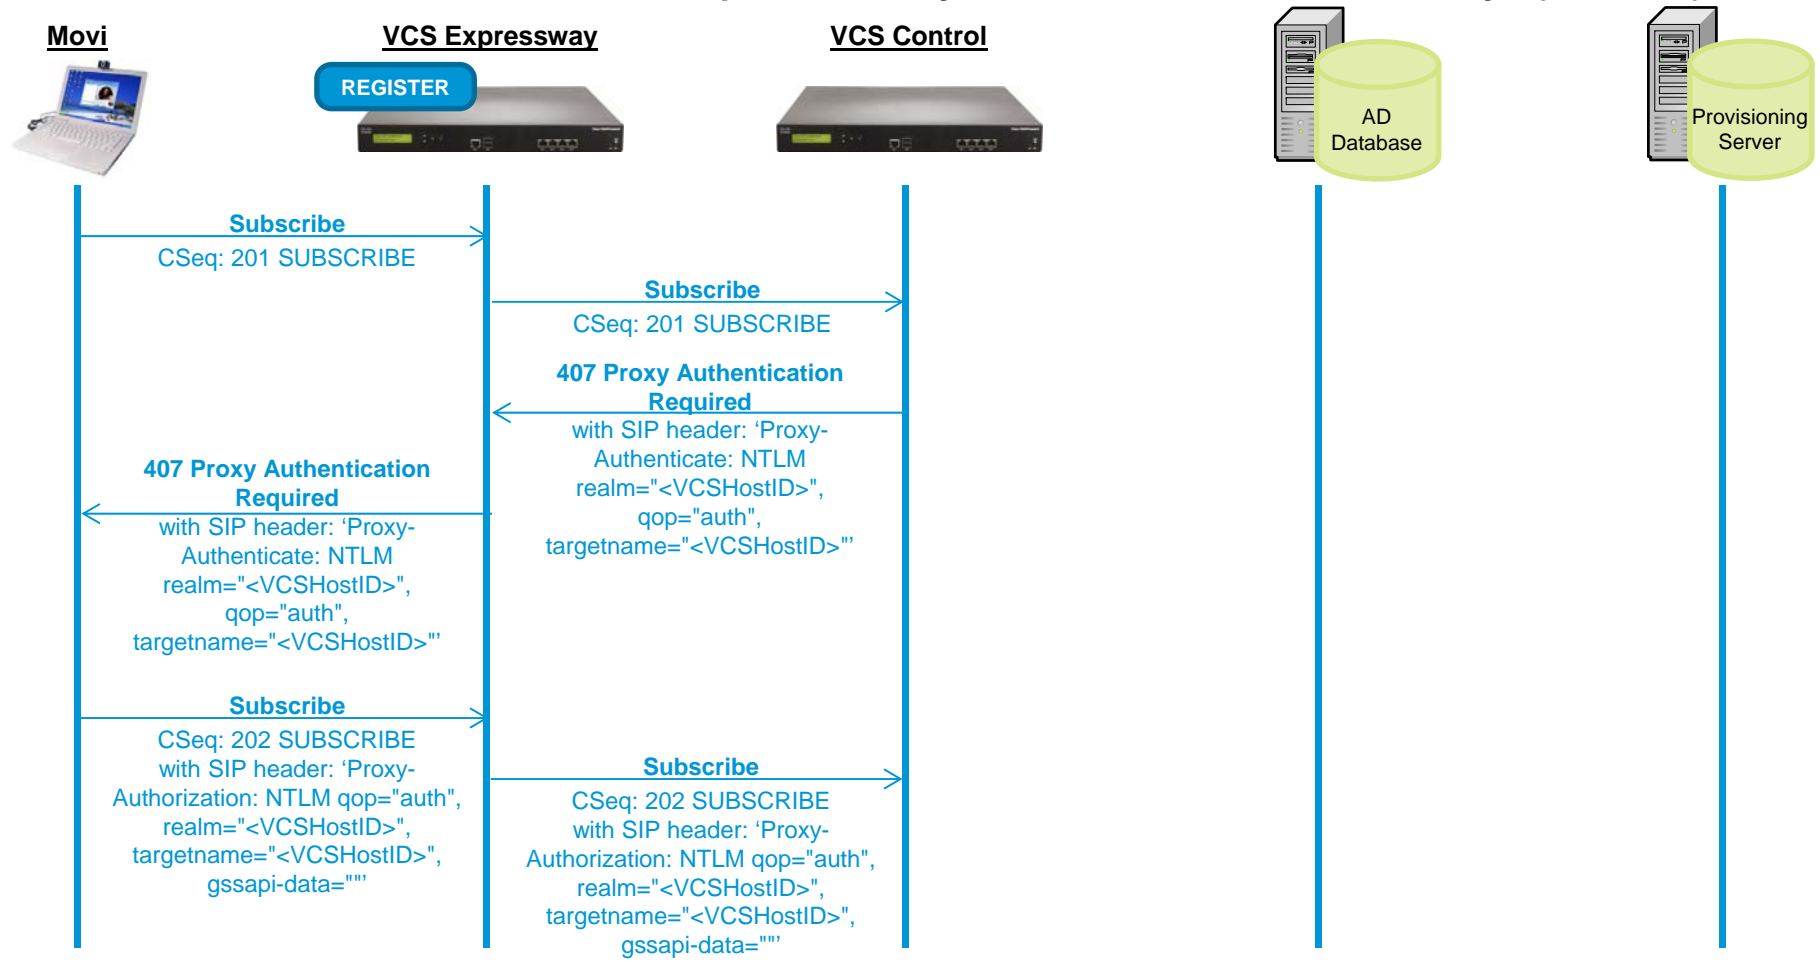 Movi
VCS Expressway
VCS Control
REGISTER
AD
Database
Provisioning
Server
Subscribe
CSeq: 201 SUBSCRIBE
Subscribe
CSeq: 201 SUBSCRIBE
407 Proxy Authentication
Required
with SIP header: ‘Proxy-
Authenticate: NTLM
realm="<VCSHostID>",
qop="auth",
targetname="<VCSHostID>"’
407 Proxy Authentication
Required
with SIP header: ‘Proxy-
Authenticate: NTLM
realm="<VCSHostID>",
qop="auth",
targetname="<VCSHostID>"’
Subscribe
CSeq: 202 SUBSCRIBE
with SIP header: ‘Proxy-
Authorization: NTLM qop="auth",
realm="<VCSHostID>",
targetname="<VCSHostID>",
gssapi-data=""’
Subscribe
CSeq: 202 SUBSCRIBE
with SIP header: ‘Proxy-
Authorization: NTLM qop="auth",
realm="<VCSHostID>",
targetname="<VCSHostID>",
gssapi-data=""’